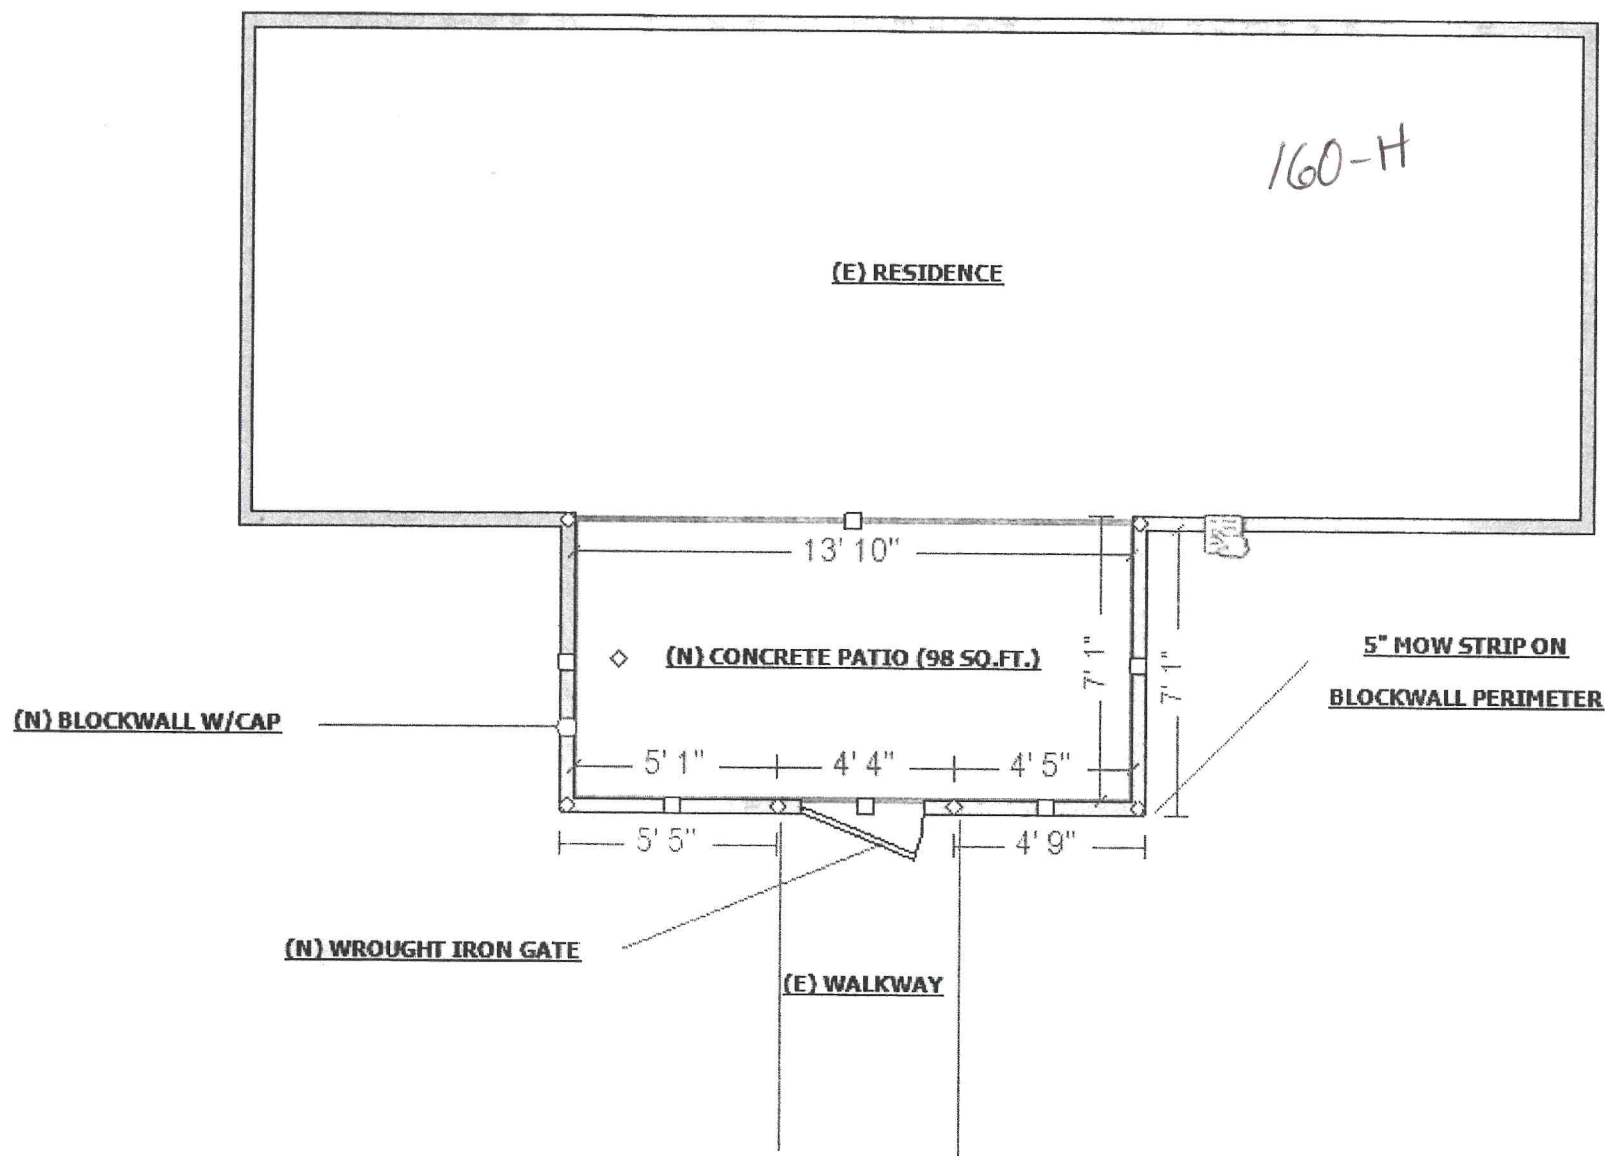 160-H
(E) RESIDENCE
13' 10"
(N) CONCRETE PATIO (98 SQ.FT.)
7' 1"
7' 1"
5" MOW STRIP ON
BLOCKWALL PERIMETER
(N) BLOCKWALL W/CAP
5' 1"
4' 4"
4' 5"
5' 5"
4' 9"
(N) WROUGHT IRON GATE
(E) WALKWAY